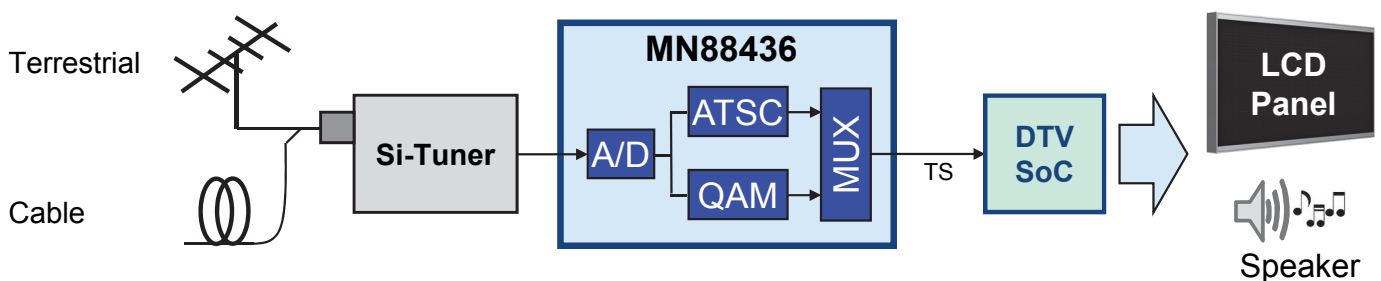 Terrestrial
Cable
Si-Tuner
MN88436
A/D
ATSC
QAM
MUX
TS
DTV
SoC
LCD
Panel
Speaker